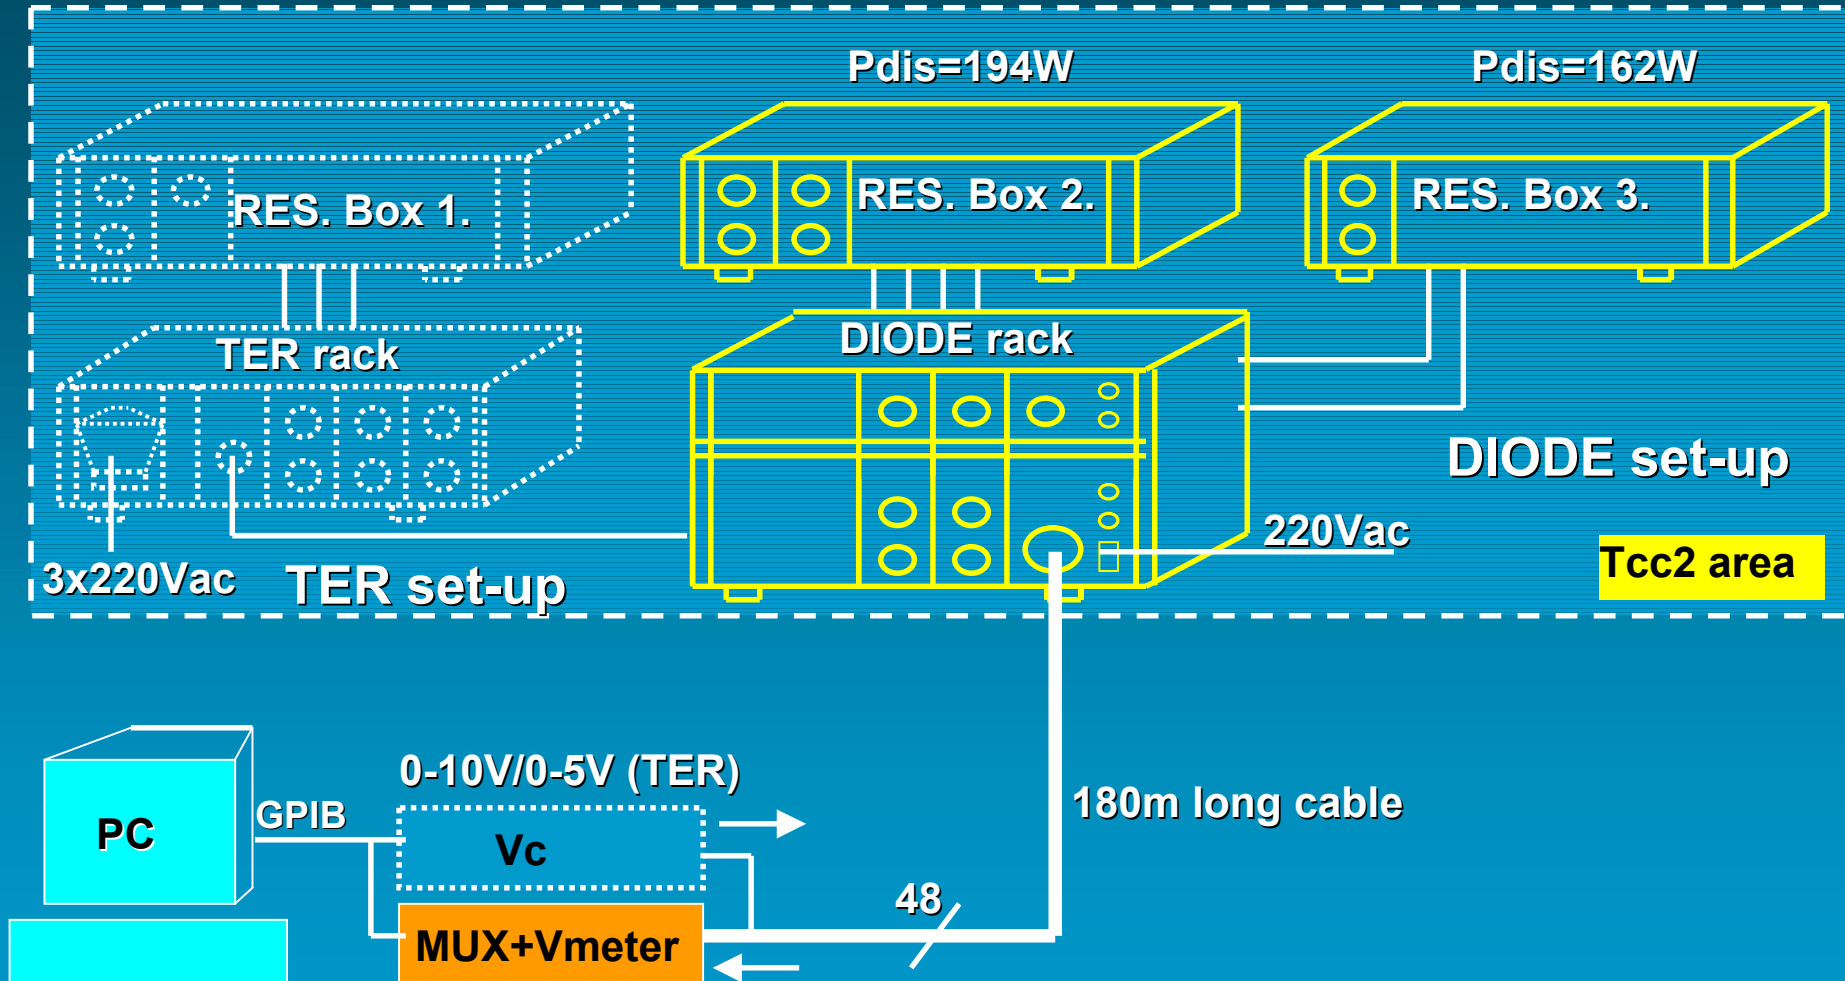 Pdis=194W
Pdis=162W
RES. Box 1.
RES. Box 2.
RES. Box 3.
TER rack
DIODE rack
DIODE set-up
220Vac
Tcc2 area
3x220Vac
TER set-up
0-10V/0-5V (TER)
PC
GPIB
Vc
180m long cable
48
MUX+Vmeter